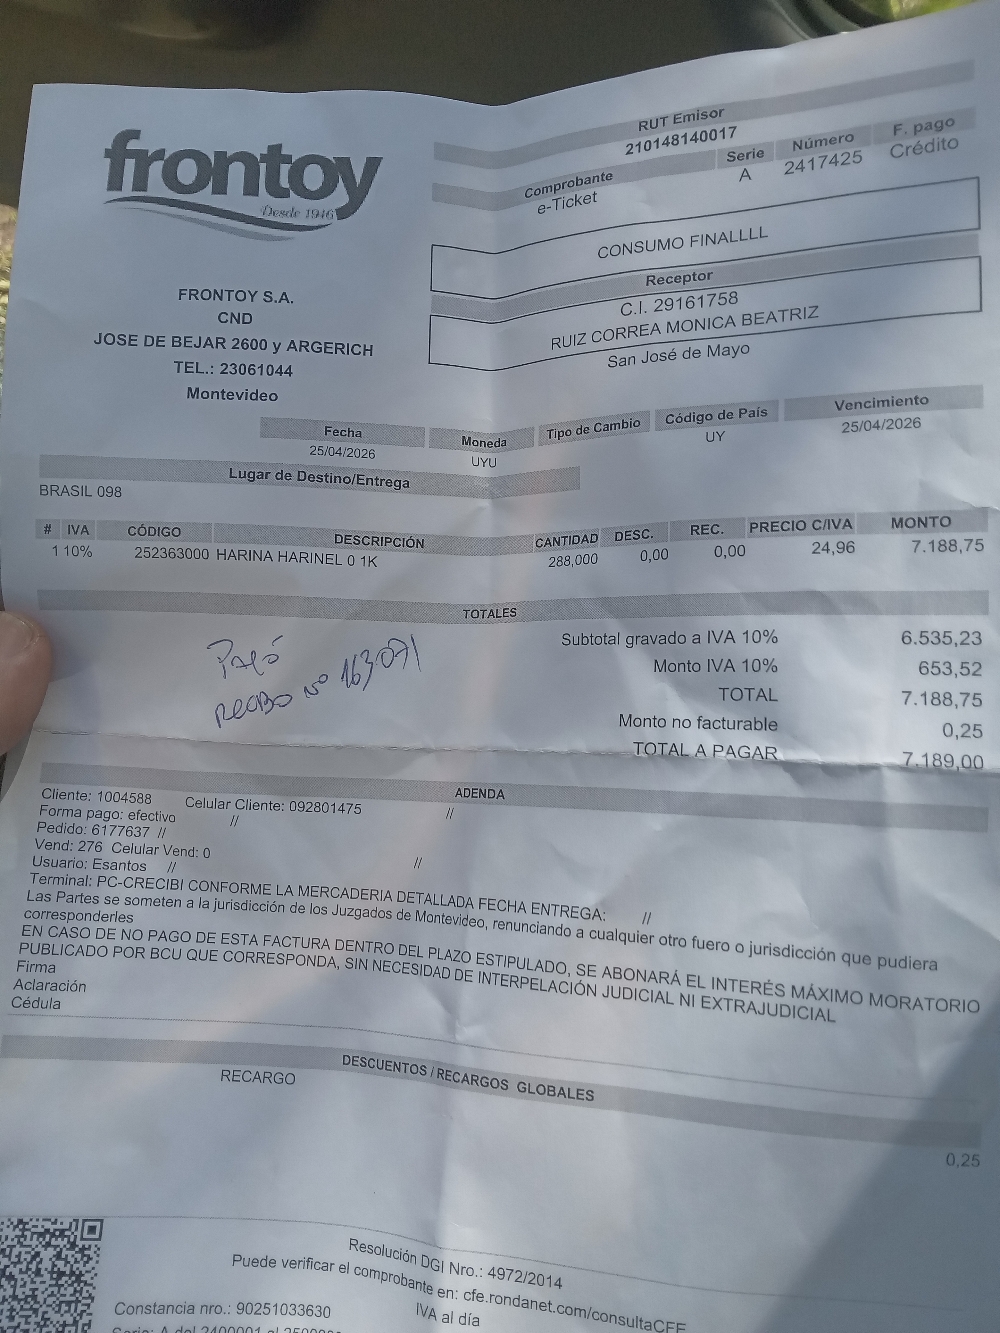 frontoy
Desde 1946
FRONTOY S.A.
CND
JOSE DE BEJAR 2600 y ARGERICH
TEL.: 23061044
Montevideo
RUT Emisor
210148140017
Comprobante Serie Número F. pago
e-Ticket A 2417425 Crédito
CONSUMO FINALLLL
Receptor
C.I. 29161758
RUIZ CORREA MONICA BEATRIZ
San José de Mayo
Fecha Moneda Tipo de Cambio Código de País Vencimiento
25/04/2026 UYU UY 25/04/2026
Lugar de Destino/Entrega
BRASIL 098
# IVA CÓDIGO DESCRIPCIÓN CANTIDAD DESC. REC. PRECIO C/IVA MONTO
1 10% 252363000 HARINA HARINEL 0 1K 288,000 0,00 0,00 24,96 7.188,75
TOTALES
Subtotal gravado a IVA 10% 6.535,23
Monto IVA 10% 653,52
TOTAL 7.188,75
Monto no facturable 0,25
TOTAL A PAGAR 7.189,00
Pagó
Recibo Nº 163071
ADENDA
Cliente: 1004588 Celular Cliente: 092801475 //
Forma pago: efectivo //
Pedido: 6177637 //
Vend: 276 Celular Vend: 0
Usuario: Esantos // //
Terminal: PC-CRECIBI CONFORME LA MERCADERIA DETALLADA FECHA ENTREGA: //
Las Partes se someten a la jurisdicción de los Juzgados de Montevideo, renunciando a cualquier otro fuero o jurisdicción que pudiera
corresponderles
EN CASO DE NO PAGO DE ESTA FACTURA DENTRO DEL PLAZO ESTIPULADO, SE ABONARÁ EL INTERÉS MÁXIMO MORATORIO
PUBLICADO POR BCU QUE CORRESPONDA, SIN NECESIDAD DE INTERPELACIÓN JUDICIAL NI EXTRAJUDICIAL
Firma
Aclaración
Cédula
DESCUENTOS / RECARGOS GLOBALES
RECARGO 0,25
Resolución DGI Nro.: 4972/2014
Puede verificar el comprobante en: cfe.rondanet.com/consultaCFE
Constancia nro.: 90251033630 IVA al día